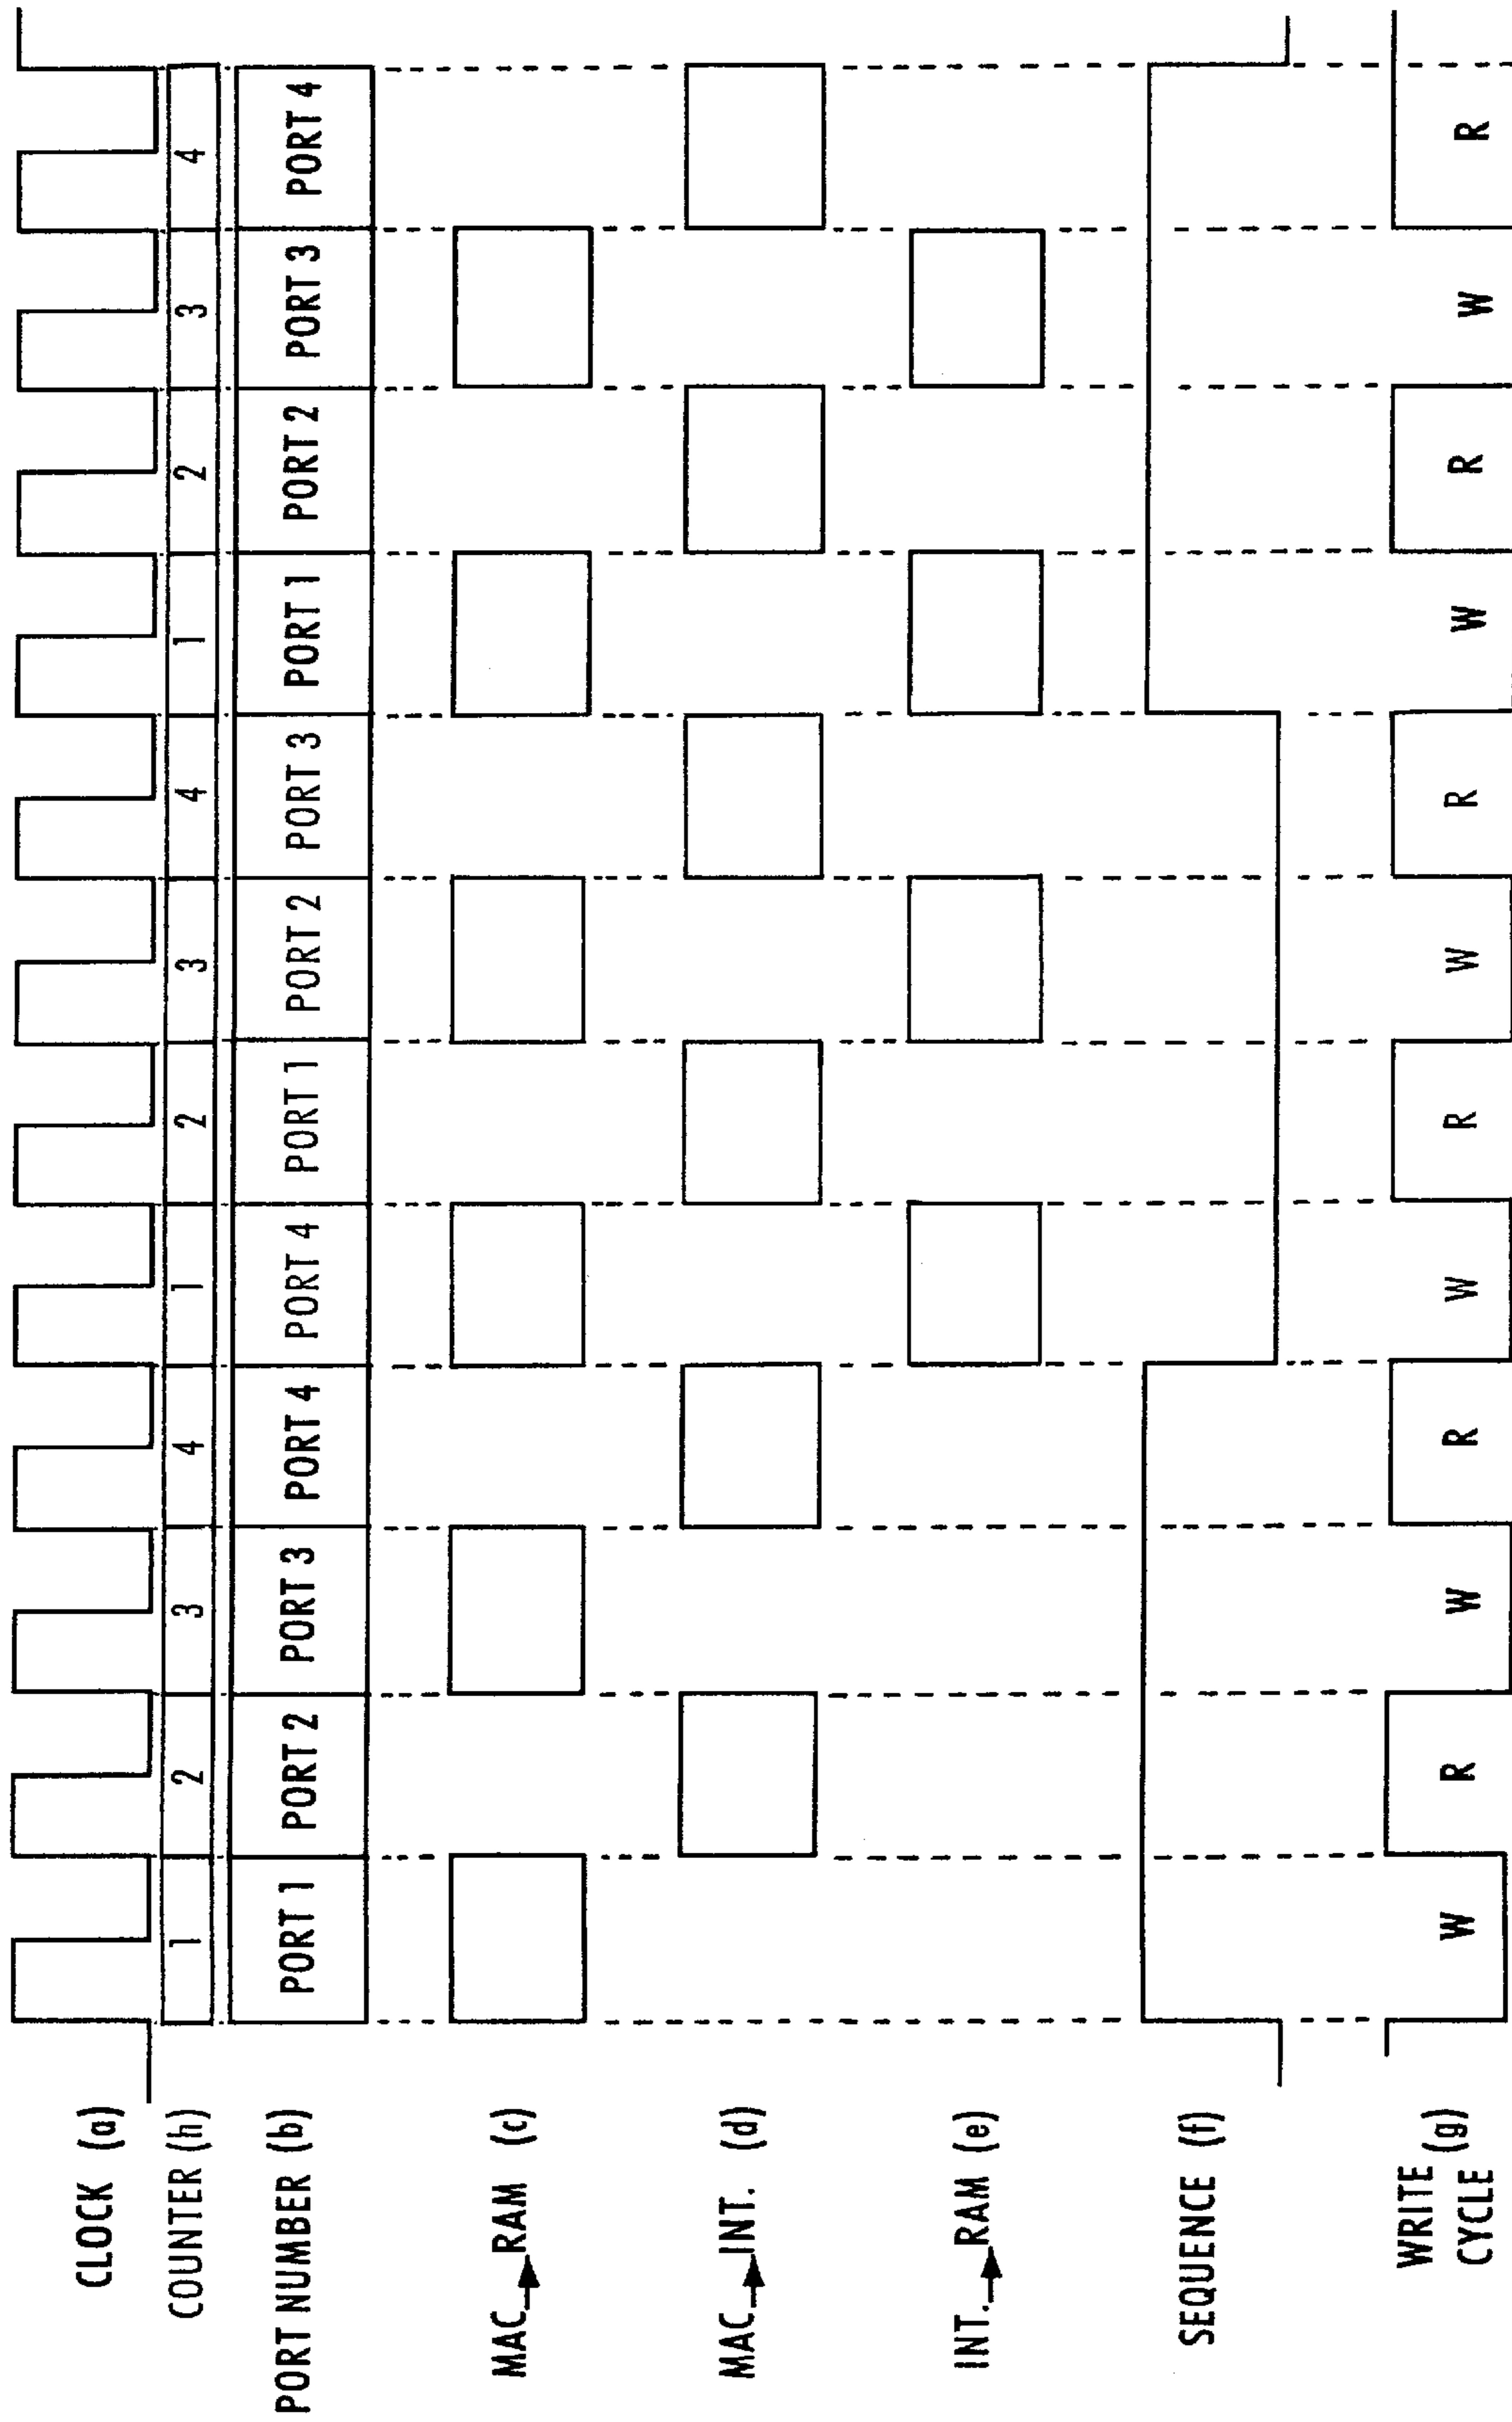 CLOCK (a)
COUNTER (h) 1 2 3 4 1 2 3 4 1 2 3 4
PORT NUMBER (b) PORT 1 PORT 2 PORT 3 PORT 4 PORT 4 PORT 1 PORT 2 PORT 3 PORT 1 PORT 2 PORT 3 PORT 4
MAC → RAM (c)
MAC → INT. (d)
INT. → RAM (e)
SEQUENCE (f)
WRITE CYCLE (g) W R W R W R W R W R W R